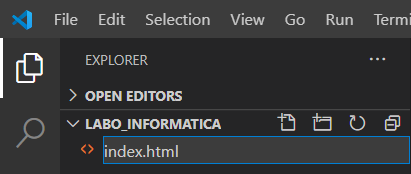 File Edit Selection View Go Run Termi
EXPLORER
OPEN EDITORS
LABO_INFORMATICA
index.html